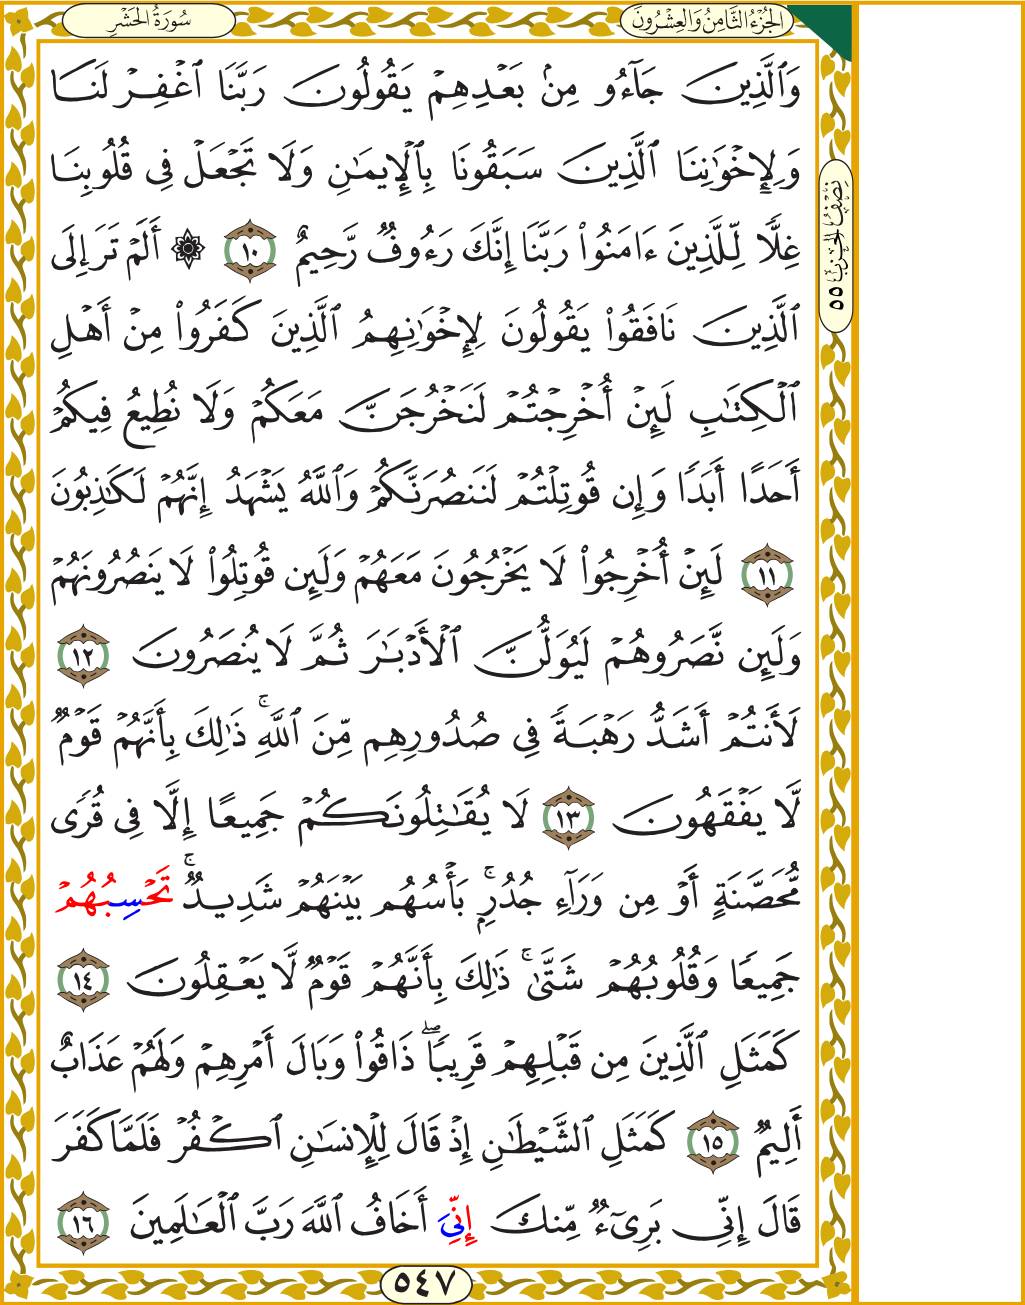 سُورَةُ الحَشْرِ
الجُزْءُ الثَّامِنُ وَالعِشْرُونَ
وَٱلَّذِينَ جَآءُو مِنۢ بَعْدِهِمْ يَقُولُونَ رَبَّنَا ٱغْفِرْ لَنَا
وَلِإِخْوَٰنِنَا ٱلَّذِينَ سَبَقُونَا بِٱلْإِيمَٰنِ وَلَا تَجْعَلْ فِى قُلُوبِنَا
غِلًّا لِّلَّذِينَ ءَامَنُوا۟ رَبَّنَآ إِنَّكَ رَءُوفٌ رَّحِيمٌ ١٠ ۞ أَلَمْ تَرَ إِلَى
ٱلَّذِينَ نَافَقُوا۟ يَقُولُونَ لِإِخْوَٰنِهِمُ ٱلَّذِينَ كَفَرُوا۟ مِنْ أَهْلِ
ٱلْكِتَٰبِ لَئِنْ أُخْرِجْتُمْ لَنَخْرُجَنَّ مَعَكُمْ وَلَا نُطِيعُ فِيكُمْ
أَحَدًا أَبَدًا وَإِن قُوتِلْتُمْ لَنَنصُرَنَّكُمْ وَٱللَّهُ يَشْهَدُ إِنَّهُمْ لَكَٰذِبُونَ
١١ لَئِنْ أُخْرِجُوا۟ لَا يَخْرُجُونَ مَعَهُمْ وَلَئِن قُوتِلُوا۟ لَا يَنصُرُونَهُمْ
وَلَئِن نَّصَرُوهُمْ لَيُوَلُّنَّ ٱلْأَدْبَٰرَ ثُمَّ لَا يُنصَرُونَ ١٢
لَأَنتُمْ أَشَدُّ رَهْبَةً فِى صُدُورِهِم مِّنَ ٱللَّهِ ۚ ذَٰلِكَ بِأَنَّهُمْ قَوْمٌ
لَّا يَفْقَهُونَ ١٣ لَا يُقَٰتِلُونَكُمْ جَمِيعًا إِلَّا فِى قُرًى
مُّحَصَّنَةٍ أَوْ مِن وَرَآءِ جُدُرٍۭ ۚ بَأْسُهُم بَيْنَهُمْ شَدِيدٌ ۚ تَحْسِبُهُمْ
جَمِيعًا وَقُلُوبُهُمْ شَتَّىٰ ۚ ذَٰلِكَ بِأَنَّهُمْ قَوْمٌ لَّا يَعْقِلُونَ ١٤
كَمَثَلِ ٱلَّذِينَ مِن قَبْلِهِمْ قَرِيبًا ۖ ذَاقُوا۟ وَبَالَ أَمْرِهِمْ وَلَهُمْ عَذَابٌ
أَلِيمٌ ١٥ كَمَثَلِ ٱلشَّيْطَٰنِ إِذْ قَالَ لِلْإِنسَٰنِ ٱكْفُرْ فَلَمَّا كَفَرَ
قَالَ إِنِّى بَرِىٓءٌ مِّنكَ إِنِّىَ أَخَافُ ٱللَّهَ رَبَّ ٱلْعَٰلَمِينَ ١٦
نِصْفُ الحِزْبِ ٥٥
٥٤٧